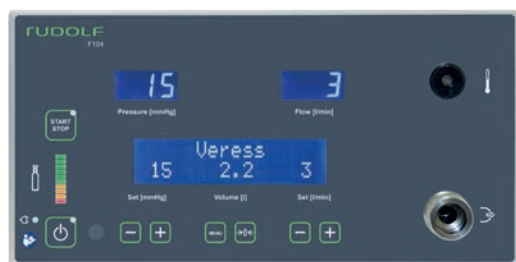 RUDOLF
F104
15
3
Pressure [mmHg]
Flow [l/min]
START
STOP
Veress
15 2.2 3
Set [mmHg] Volume [l] Set [l/min]
- + MENU →0← - +